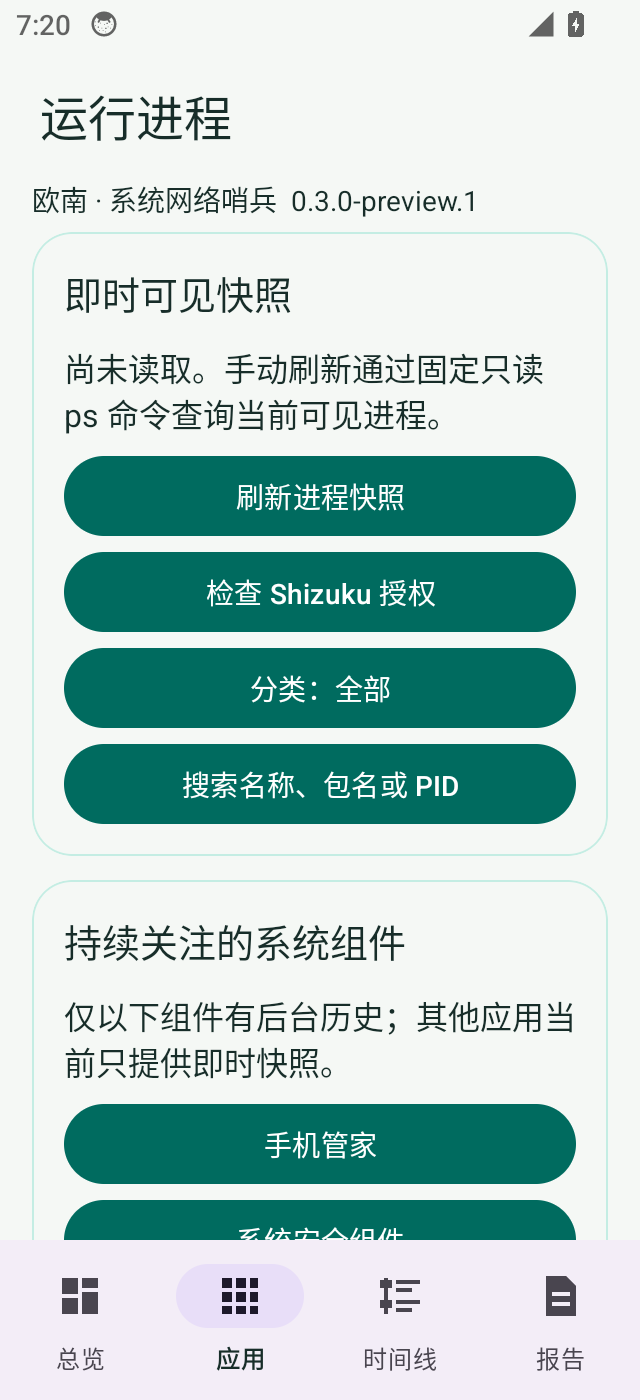 7:20
运行进程
欧南 · 系统网络哨兵 0.3.0-preview.1
即时可见快照
尚未读取。手动刷新通过固定只读
ps 命令查询当前可见进程。
刷新进程快照
检查 Shizuku 授权
分类：全部
搜索名称、包名或 PID
持续关注的系统组件
仅以下组件有后台历史；其他应用当
前只提供即时快照。
手机管家
系统安全组件
总览
应用
时间线
报告